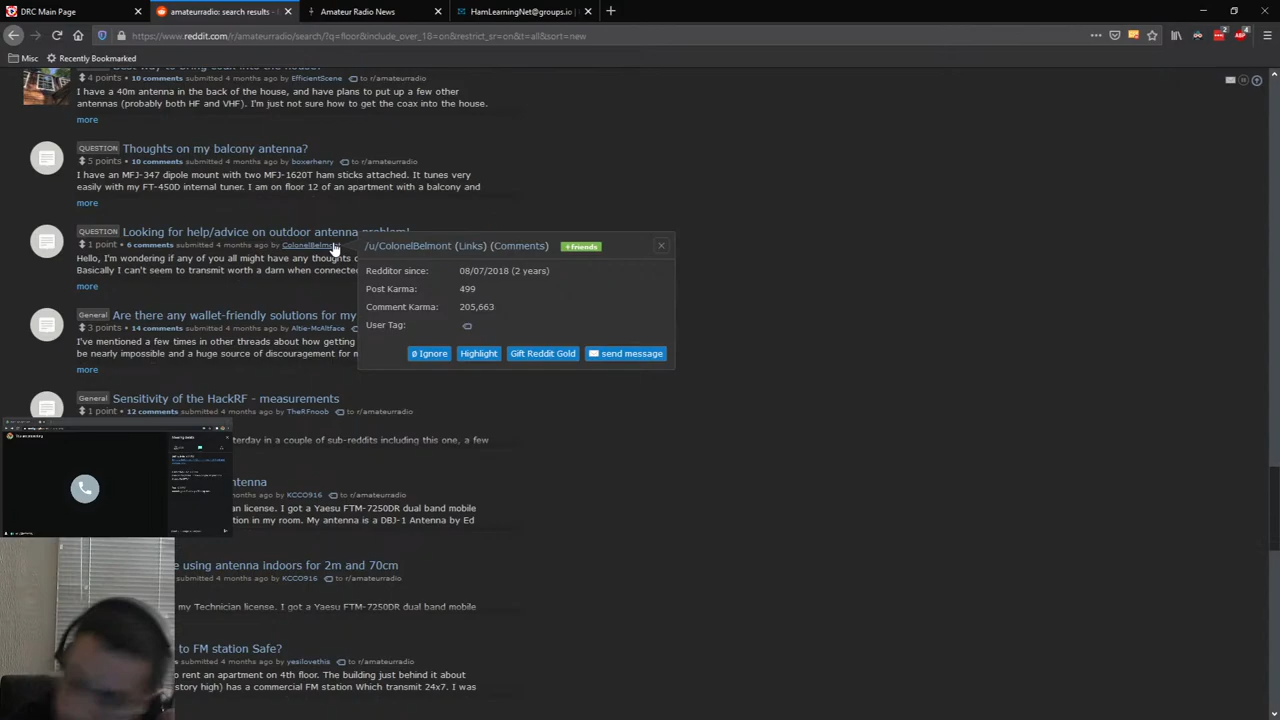 DRC Main Page
amateurradio: search results -
Amateur Radio News
HamLearningNet@groups.io |
https://www.reddit.com/r/amateurradio/search/?q=floor&include_over_18=on&restrict_sr=on&t=all&sort=new
Misc
Recently Bookmarked
4 points • 10 comments submitted 4 months ago by EfficientScene to r/amateurradio
I have a 40m antenna in the back of the house, and have plans to put up a few other
antennas (probably both HF and VHF). I'm just not sure how to get the coax into the house.
more
QUESTION Thoughts on my balcony antenna?
5 points • 10 comments submitted 4 months ago by boxerhenry to r/amateurradio
I have an MFJ-347 dipole mount with two MFJ-1620T ham sticks attached. It tunes very
easily with my FT-450D internal tuner. I am on floor 12 of an apartment with a balcony and
more
QUESTION Looking for help/advice on outdoor antenna problem!
1 point • 6 comments submitted 4 months ago by ColonelBelmont
Hello, I'm wondering if any of you all might have any thoughts
Basically I can't seem to transmit worth a darn when connected
more
/u/ColonelBelmont (Links) (Comments) +friends
Redditor since: 08/07/2018 (2 years)
Post Karma: 499
Comment Karma: 205,663
User Tag:
Ignore Highlight Gift Reddit Gold send message
General Are there any wallet-friendly solutions for my
3 points • 14 comments submitted 4 months ago by Altie-McAltface
I've mentioned a few times in other threads about how getting
be nearly impossible and a huge source of discouragement for m
more
General Sensitivity of the HackRF - measurements
1 point • 12 comments submitted 4 months ago by TheRFnoob to r/amateurradio
terday in a couple of sub-reddits including this one, a few
ntenna
KCCO916 to r/amateurradio
an license. I got a Yaesu FTM-7250DR dual band mobile
tion in my room. My antenna is a DBJ-1 Antenna by Ed
e using antenna indoors for 2m and 70cm
submitted 4 months ago by KCCO916 to r/amateurradio
my Technician license. I got a Yaesu FTM-7250DR dual band mobile
to FM station Safe?
submitted 4 months ago by yesilovethis to r/amateurradio
o rent an apartment on 4th floor. The building just behind it about
story high) has a commercial FM station Which transmit 24x7. I was